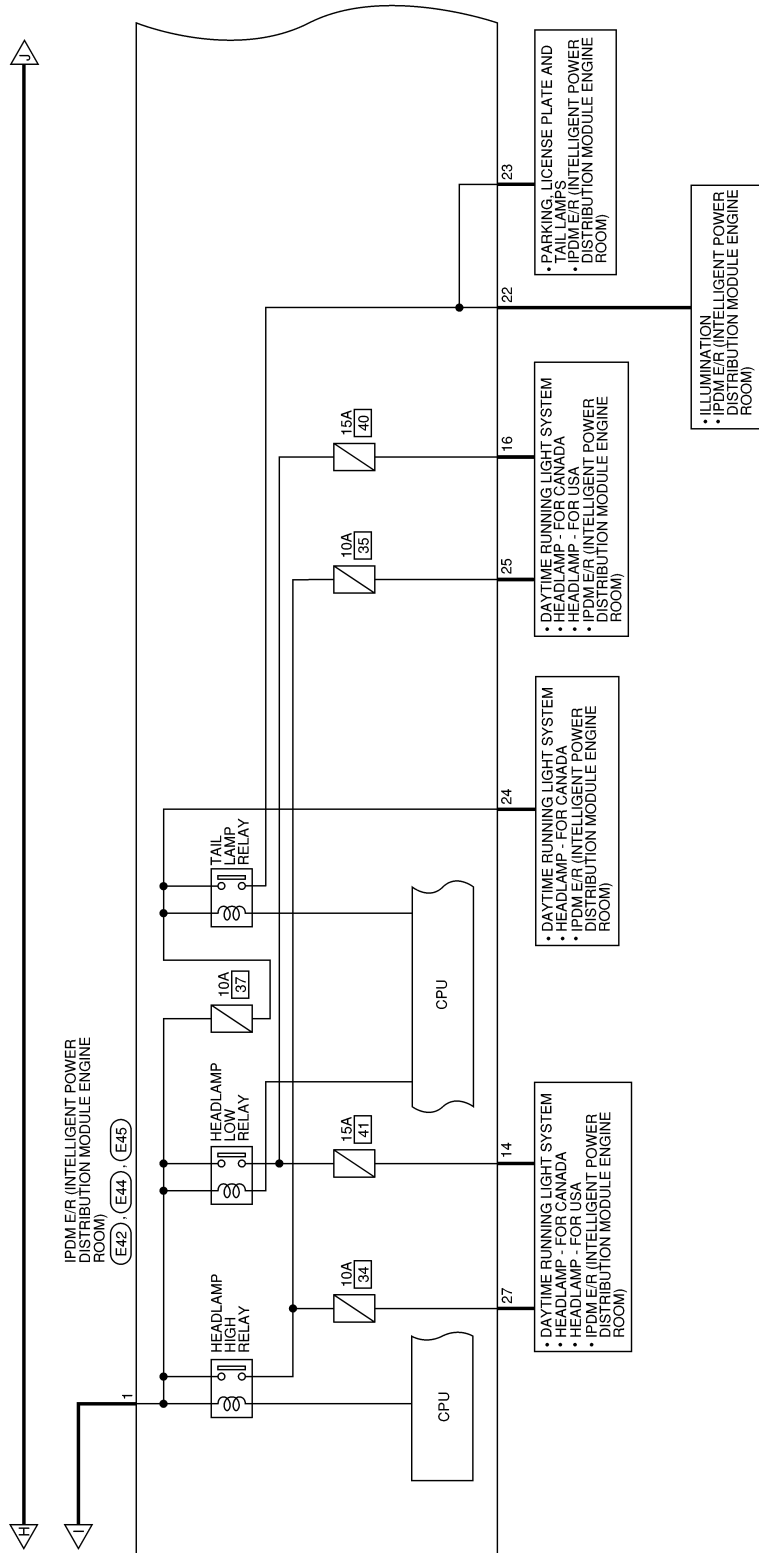 H
J
I
IPDM E/R (INTELLIGENT POWER
DISTRIBUTION MODULE ENGINE
ROOM)
E42 , E44 , E45
1
HEADLAMP
HIGH
RELAY
HEADLAMP
LOW
RELAY
10A
37
TAIL
LAMP
RELAY
10A
34
15A
41
10A
35
15A
40
CPU
CPU
27
14
24
25
16
22
23
• DAYTIME RUNNING LIGHT SYSTEM
• HEADLAMP - FOR CANADA
• HEADLAMP - FOR USA
• IPDM E/R (INTELLIGENT POWER
DISTRIBUTION MODULE ENGINE
ROOM)
• DAYTIME RUNNING LIGHT SYSTEM
• HEADLAMP - FOR CANADA
• IPDM E/R (INTELLIGENT POWER
DISTRIBUTION MODULE ENGINE
ROOM)
• DAYTIME RUNNING LIGHT SYSTEM
• HEADLAMP - FOR CANADA
• HEADLAMP - FOR USA
• IPDM E/R (INTELLIGENT POWER
DISTRIBUTION MODULE ENGINE
ROOM)
• PARKING, LICENSE PLATE AND
TAIL LAMPS
• IPDM E/R (INTELLIGENT POWER
DISTRIBUTION MODULE ENGINE
ROOM)
• ILLUMINATION
• IPDM E/R (INTELLIGENT POWER
DISTRIBUTION MODULE ENGINE
ROOM)